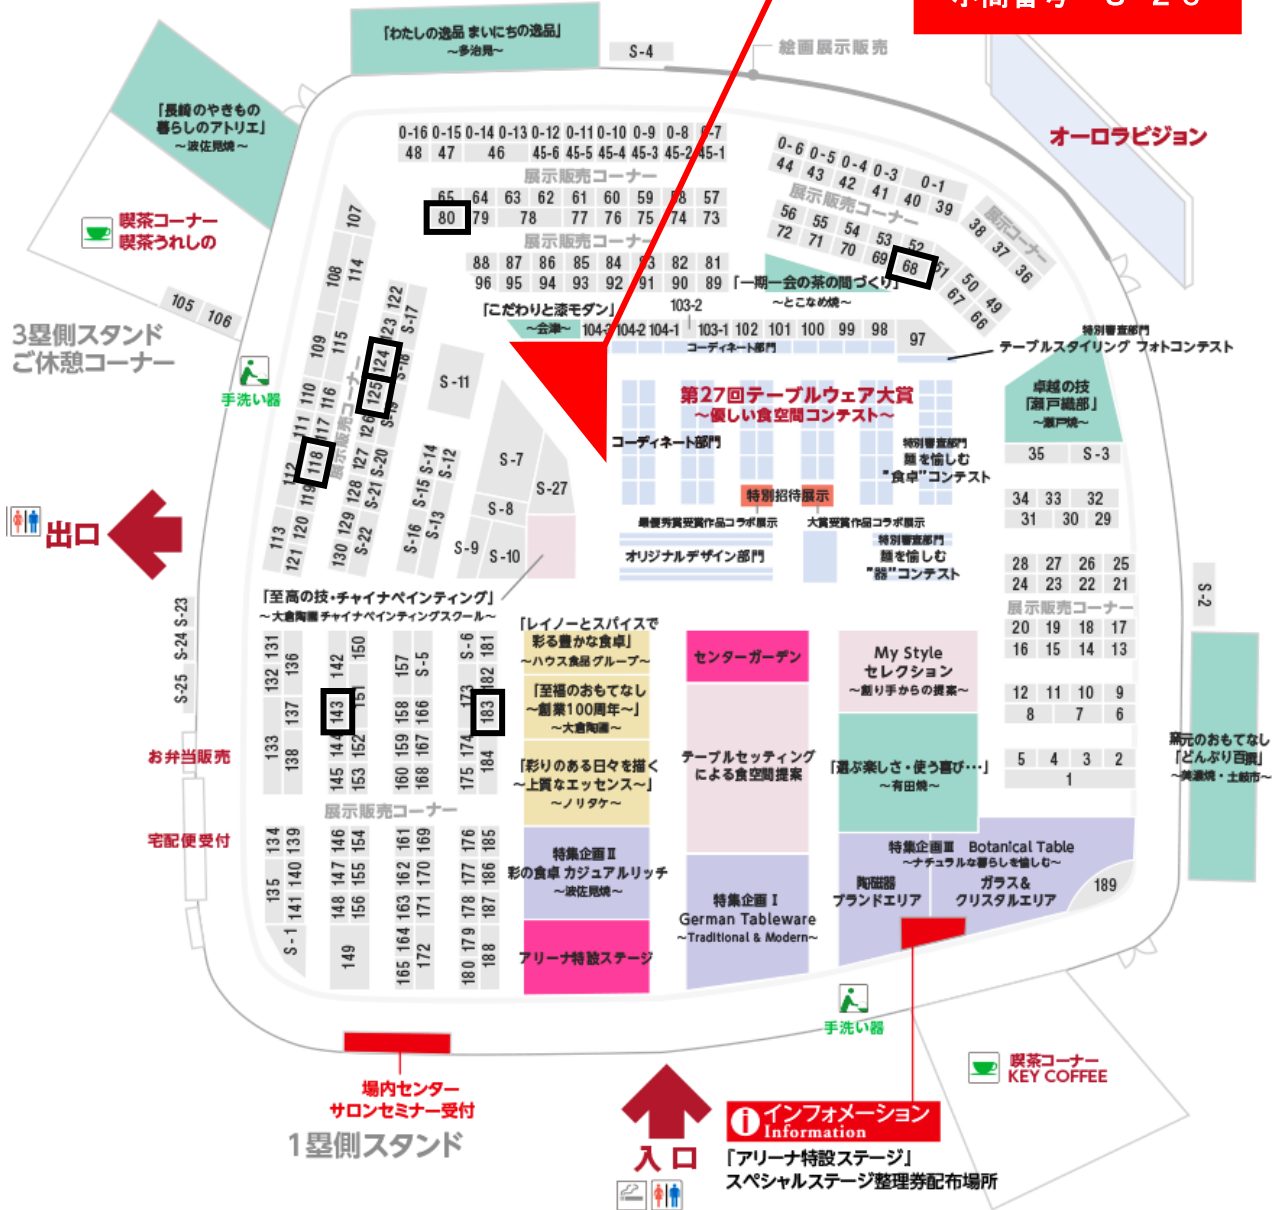 「わたしの逸品 まいにちの逸品」
～多治見～
S-4
絵画展示販売
「長崎のやきもの
暮らしのアトリエ」
～波佐見焼～
オーロラビジョン
喫茶コーナー
喫茶うれしの
105 106
3塁側スタンド
ご休憩コーナー
手洗い器
0-16 0-15 0-14 0-13 0-12 0-11 0-10 0-9 0-8 0-7
48 47 46 45-6 45-5 45-4 45-3 45-2 45-1
展示販売コーナー
65 64 63 62 61 60 59 58 57
80 79 78 77 76 75 74 73
展示販売コーナー
88 87 86 85 84 83 82 81
96 95 94 93 92 91 90 89
0-6 0-5 0-4 0-3 0-1
44 43 42 41 40 39
展示販売コーナー
56 55 54 53 52 51 50 49
72 71 70 69 68 67 66
展示コーナー
38 37 36
「一期一会の茶の間づくり」
～とこなめ焼～
「こだわりと漆モダン」
～会津～
103-2
104-3 104-2 104-1 103-1 102 101 100 99 98 97
コーディネート部門
特別審査部門
テーブルスタイリング フォトコンテスト
107
108 114
109 115
110 116
111 117
112 118
119
113 120
121
展示販売コーナー
122
123 S-17
124 S-18
125 S-19
126
127 S-20
128 S-21
129 S-22
130
S-11
S-14
S-12
S-15
S-13
S-16
S-7
S-27
S-8
S-9 S-10
第27回テーブルウェア大賞
～優しい食空間コンテスト～
コーディネート部門
特別審査部門
麺を愉しむ
"食卓"コンテスト
特別招待展示
最優秀賞受賞作品コラボ展示
大賞受賞作品コラボ展示
オリジナルデザイン部門
特別審査部門
麺を愉しむ
"器"コンテスト
卓越の技
「瀬戸織部」
～瀬戸焼～
35 S-3
34 33 32
31 30 29
28 27 26 25
24 23 22 21
展示販売コーナー
20 19 18 17
16 15 14 13
12 11 10 9
8 7 6
5 4 3 2
1
S-2
窯元のおもてなし
「どんぶり百撰」
～美濃焼・土岐市～
出口
S-23
S-24
S-25
「至高の技・チャイナペインティング」
～大倉陶園チャイナペインティングスクール～
131 136 142 150 157 S-5 S-6 181
132 137 143 151 158 166 173 182 183
133 138 144 152 159 167 174 184
145 153 160 168 175
展示販売コーナー
134 139 146 154 161 169 176 185
135 140 147 155 162 170 177 186
141 148 156 163 171 178 187
S-1 149 164 172 179 188
165 180
お弁当販売
宅配便受付
「レイノーとスパイスで
彩る豊かな食卓」
～ハウス食品グループ～
「至福のおもてなし
～創業100周年～」
～大倉陶園～
「彩りのある日々を描く
～上質なエッセンス～」
～ノリタケ～
特集企画Ⅱ
彩の食卓 カジュアルリッチ
～波佐見焼～
アリーナ特設ステージ
センターガーデン
テーブルセッティング
による食空間提案
特集企画Ⅰ
German Tableware
～Traditional & Modern～
My Style
セレクション
～創り手からの提案～
「選ぶ楽しさ・使う喜び･･･」
～有田焼～
特集企画Ⅲ Botanical Table
～ナチュラルな暮らしを愉しむ～
陶磁器
ブランドエリア
ガラス&
クリスタルエリア
189
手洗い器
場内センター
サロンセミナー受付
1塁側スタンド
入口
インフォメーション
Information
「アリーナ特設ステージ」
スペシャルステージ整理券配布場所
喫茶コーナー
KEY COFFEE